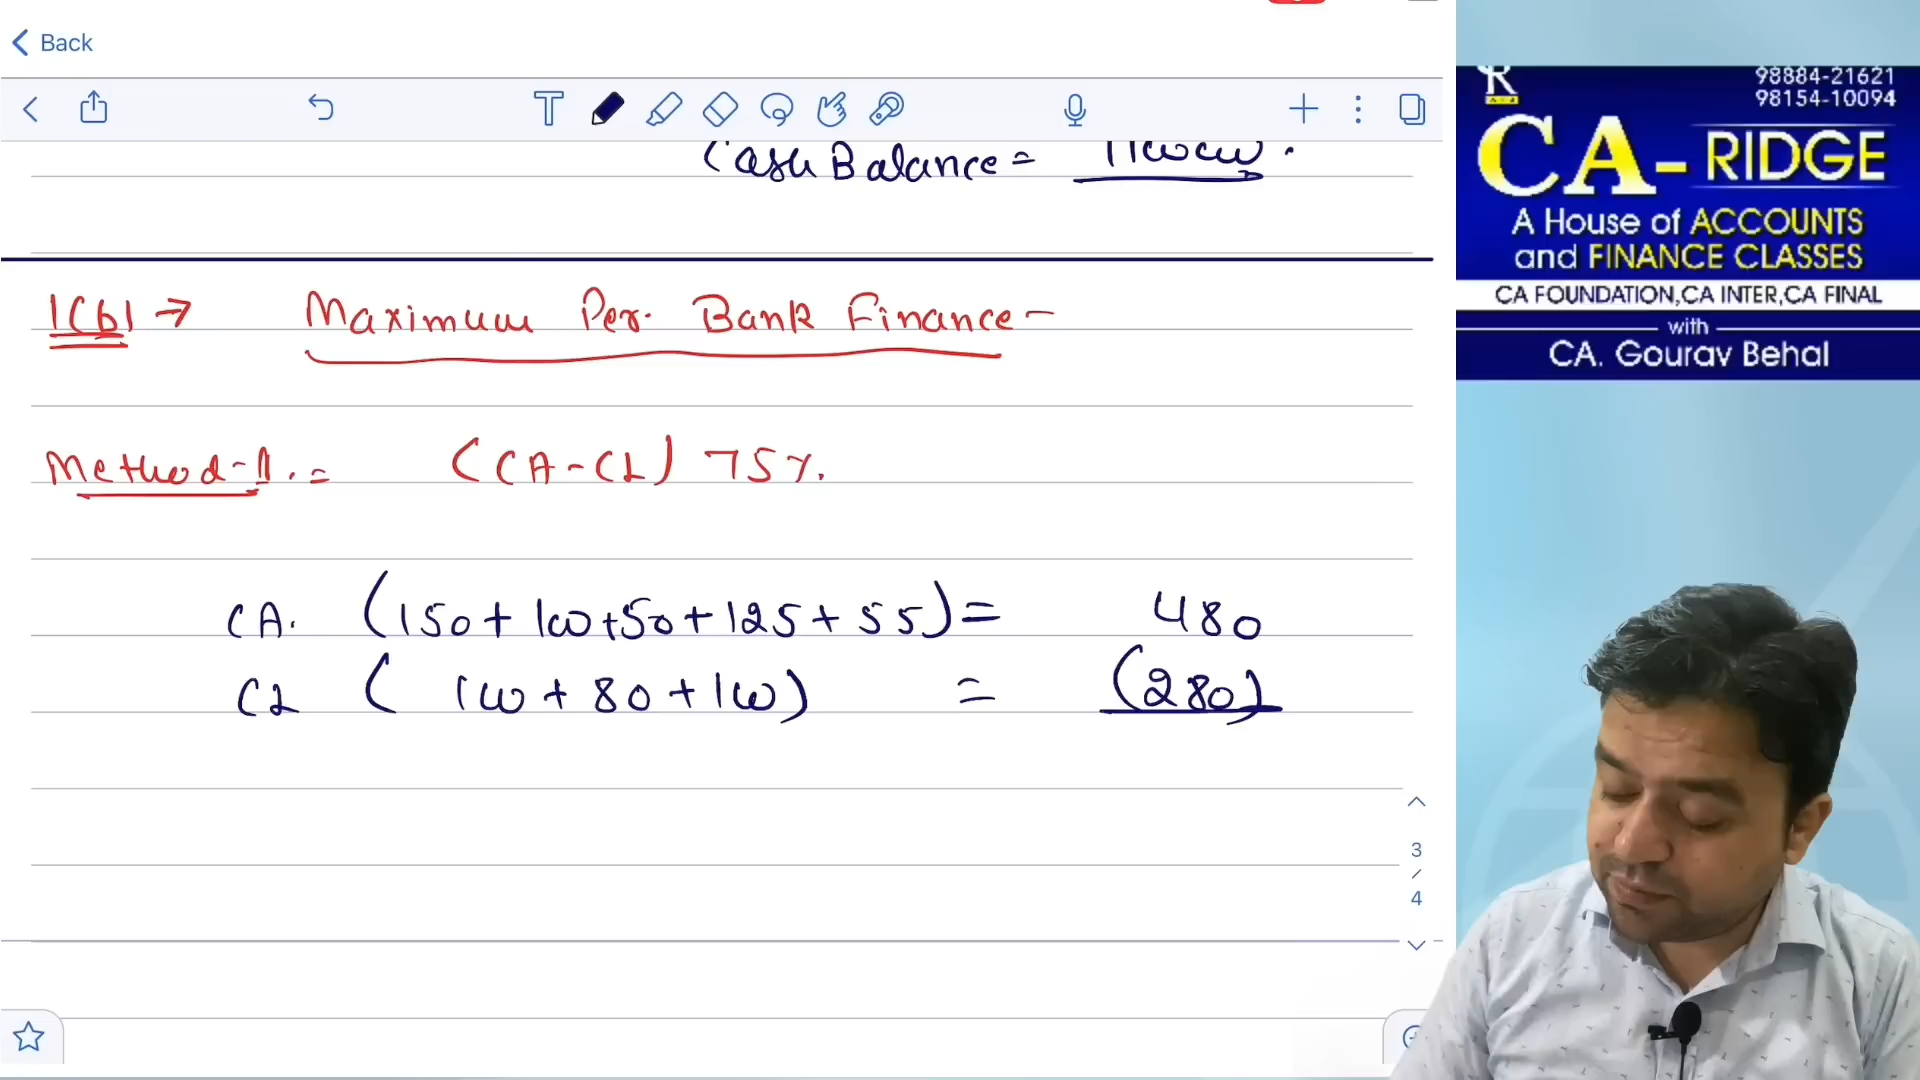 Back
Cash Balance =
1(b) → Maximum Per. Bank Finance –
Method-1. = (CA-CL) 75%.
CA. (150+100+50+125+55) = 480
CL (100+80+100) = (280)
3
/
4
R
98884-21621
98154-10094
CA-RIDGE
A House of ACCOUNTS
and FINANCE CLASSES
CA FOUNDATION,CA INTER,CA FINAL
with
CA. Gourav Behal